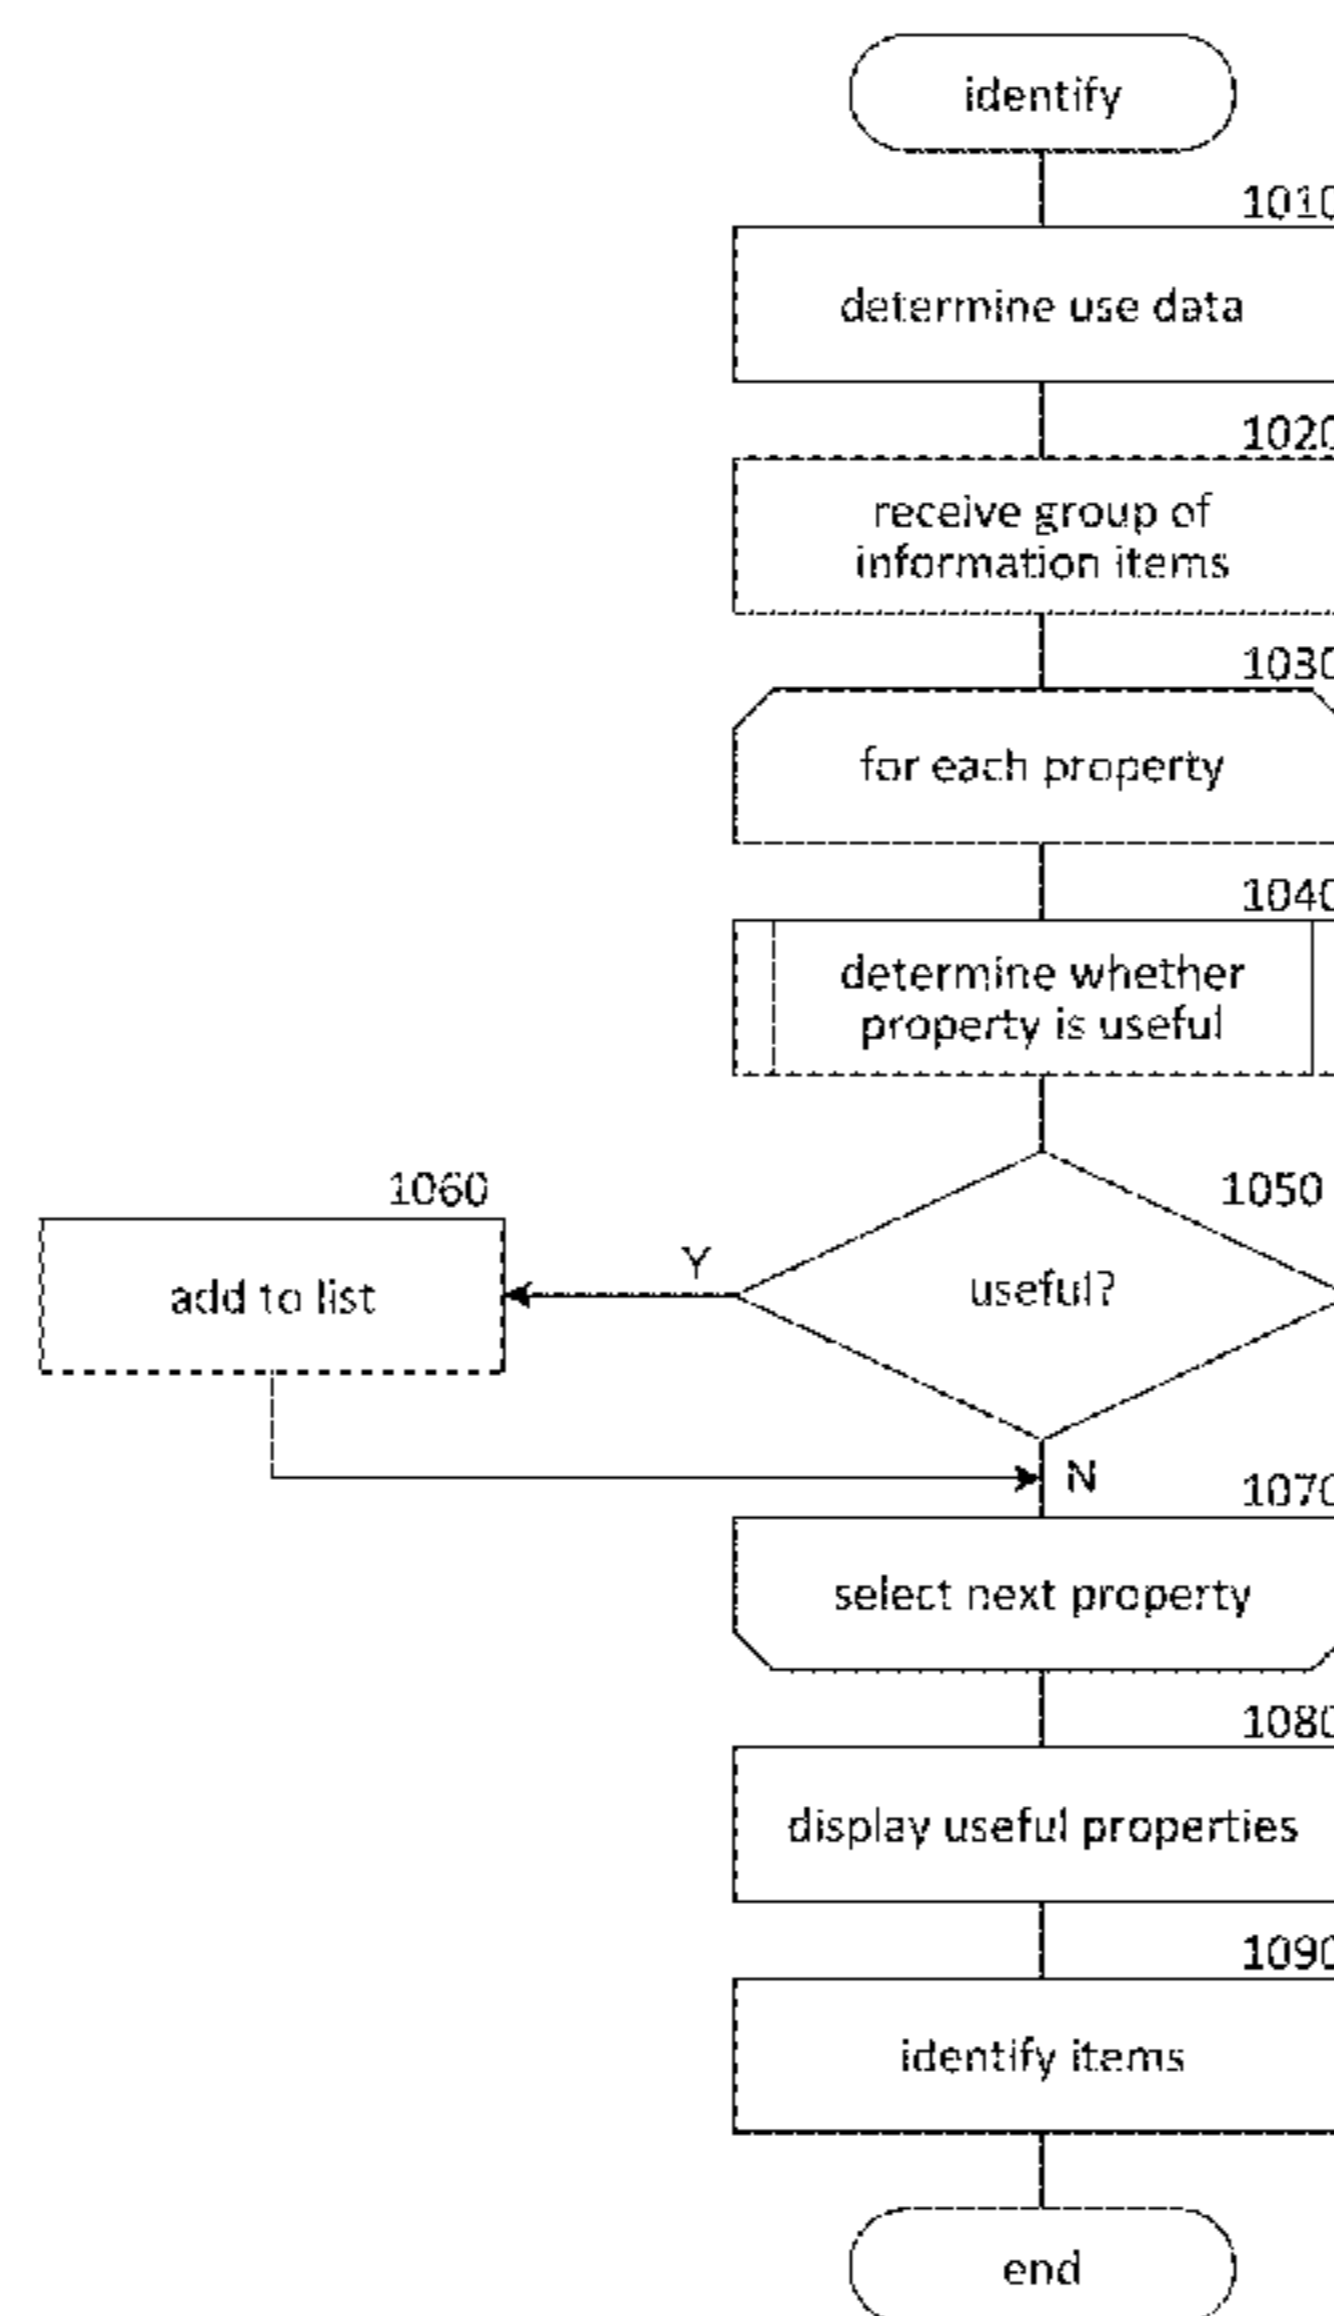 identify
1010
determine use data
1020
receive group of
information items
1030
for each property
1040
determine whether
property is useful
1060
1050
Y
add to list
useful?
N
1070
select next property
1080
display useful properties
1090
identify items
end